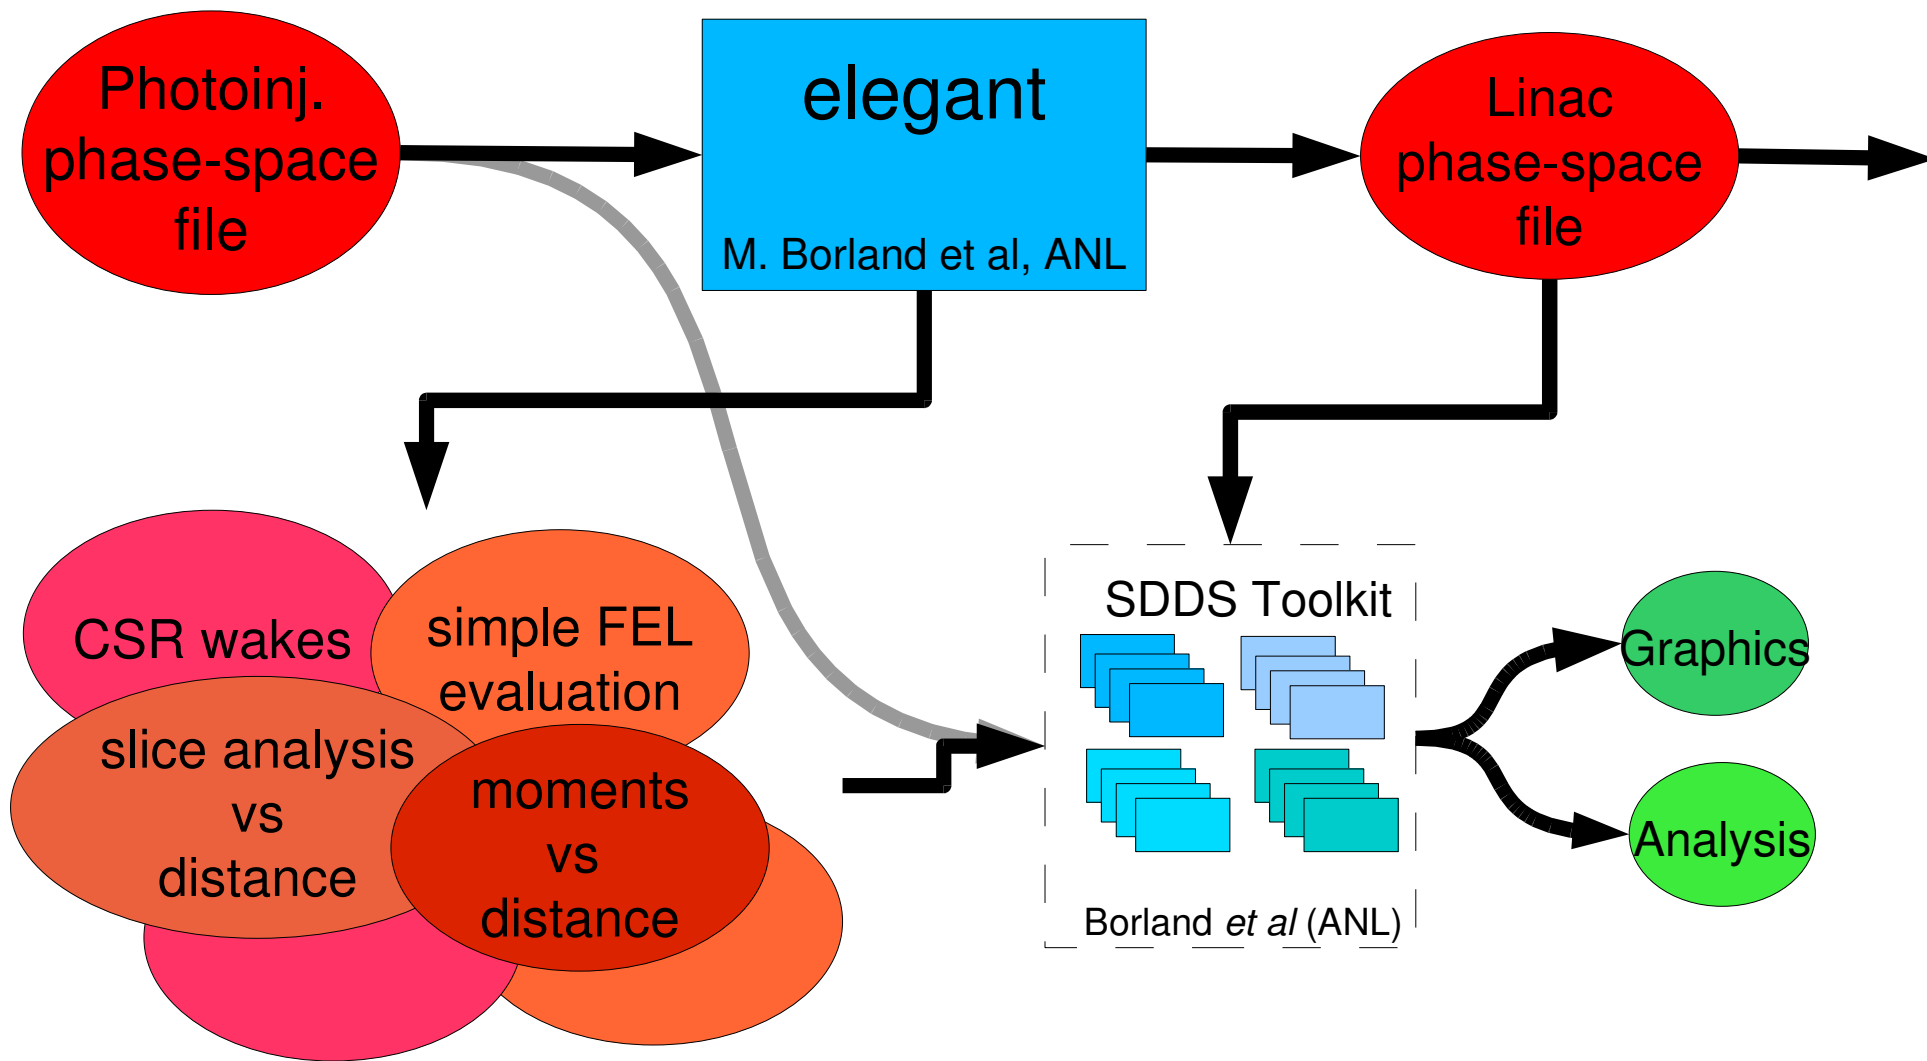 Photoinj.
phase-space
file
elegant
M. Borland et al, ANL
Linac
phase-space
file
CSR wakes
simple FEL
evaluation
slice analysis
vs
distance
moments
vs
distance
SDDS Toolkit
Borland et al (ANL)
Graphics
Analysis